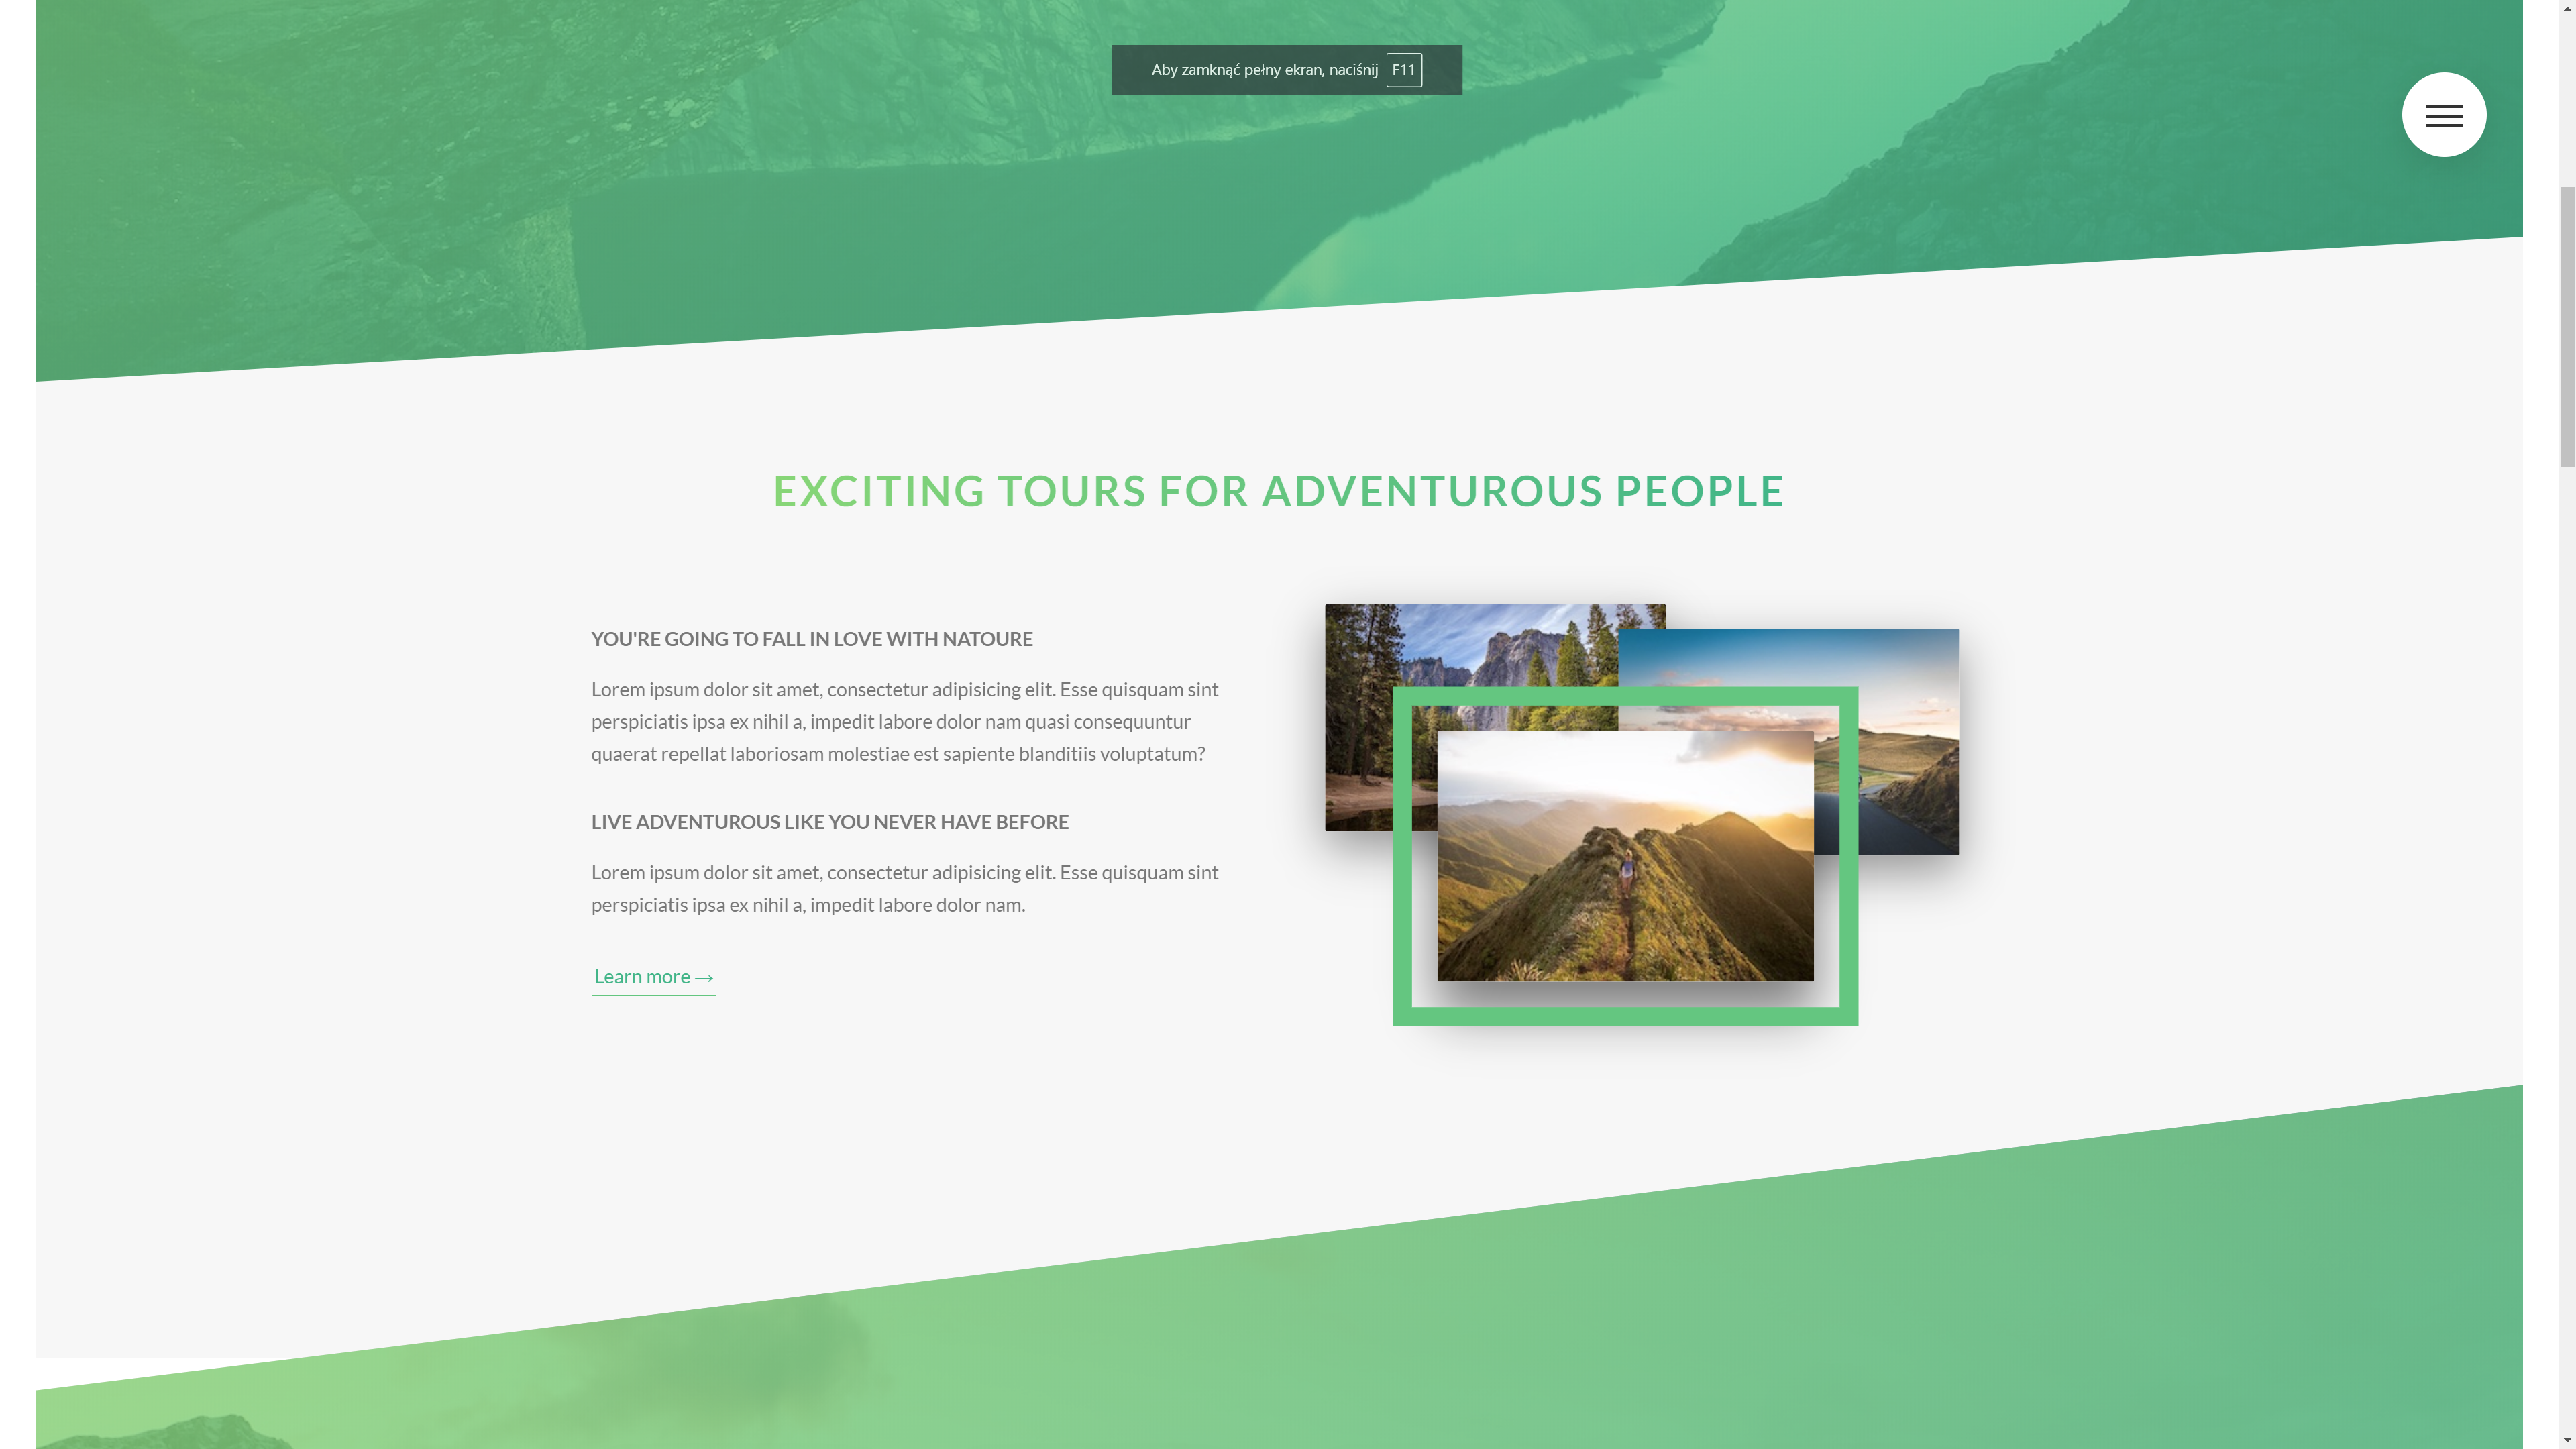 Aby zamknąć pełny ekran, naciśnij F11
EXCITING TOURS FOR ADVENTUROUS PEOPLE
YOU'RE GOING TO FALL IN LOVE WITH NATOURE
Lorem ipsum dolor sit amet, consectetur adipisicing elit. Esse quisquam sint
perspiciatis ipsa ex nihil a, impedit labore dolor nam quasi consequuntur
quaerat repellat laboriosam molestiae est sapiente blanditiis voluptatum?
LIVE ADVENTUROUS LIKE YOU NEVER HAVE BEFORE
Lorem ipsum dolor sit amet, consectetur adipisicing elit. Esse quisquam sint
perspiciatis ipsa ex nihil a, impedit labore dolor nam.
Learn more →